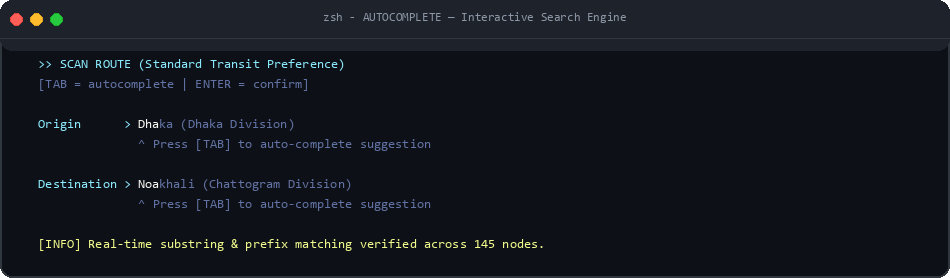 zsh - AUTOCOMPLETE — Interactive Search Engine
>> SCAN ROUTE (Standard Transit Preference)
[TAB = autocomplete | ENTER = confirm]
Origin > Dhaka (Dhaka Division)
^ Press [TAB] to auto-complete suggestion
Destination > Noakhali (Chattogram Division)
^ Press [TAB] to auto-complete suggestion
[INFO] Real-time substring & prefix matching verified across 145 nodes.